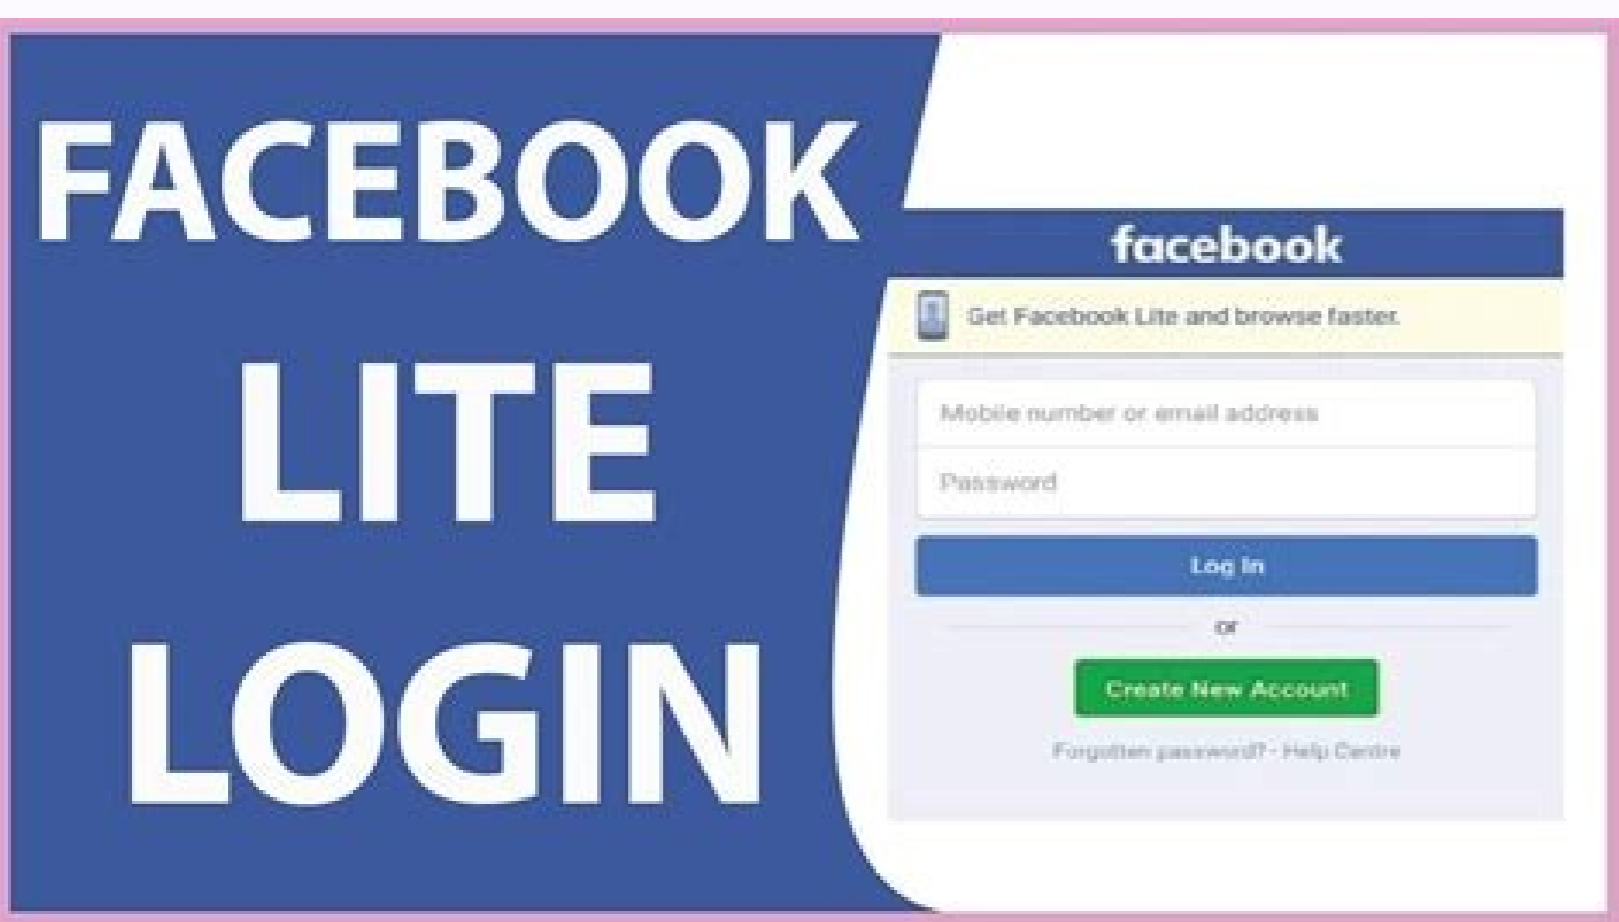 FACEBOOK
LITE
LOGIN
facebook
Get Facebook Lite and browse faster.
Mobile number or email address
Password
Log In
or
Create New Account
Forgotten password? · Help Centre